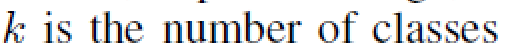 k is the number of classes